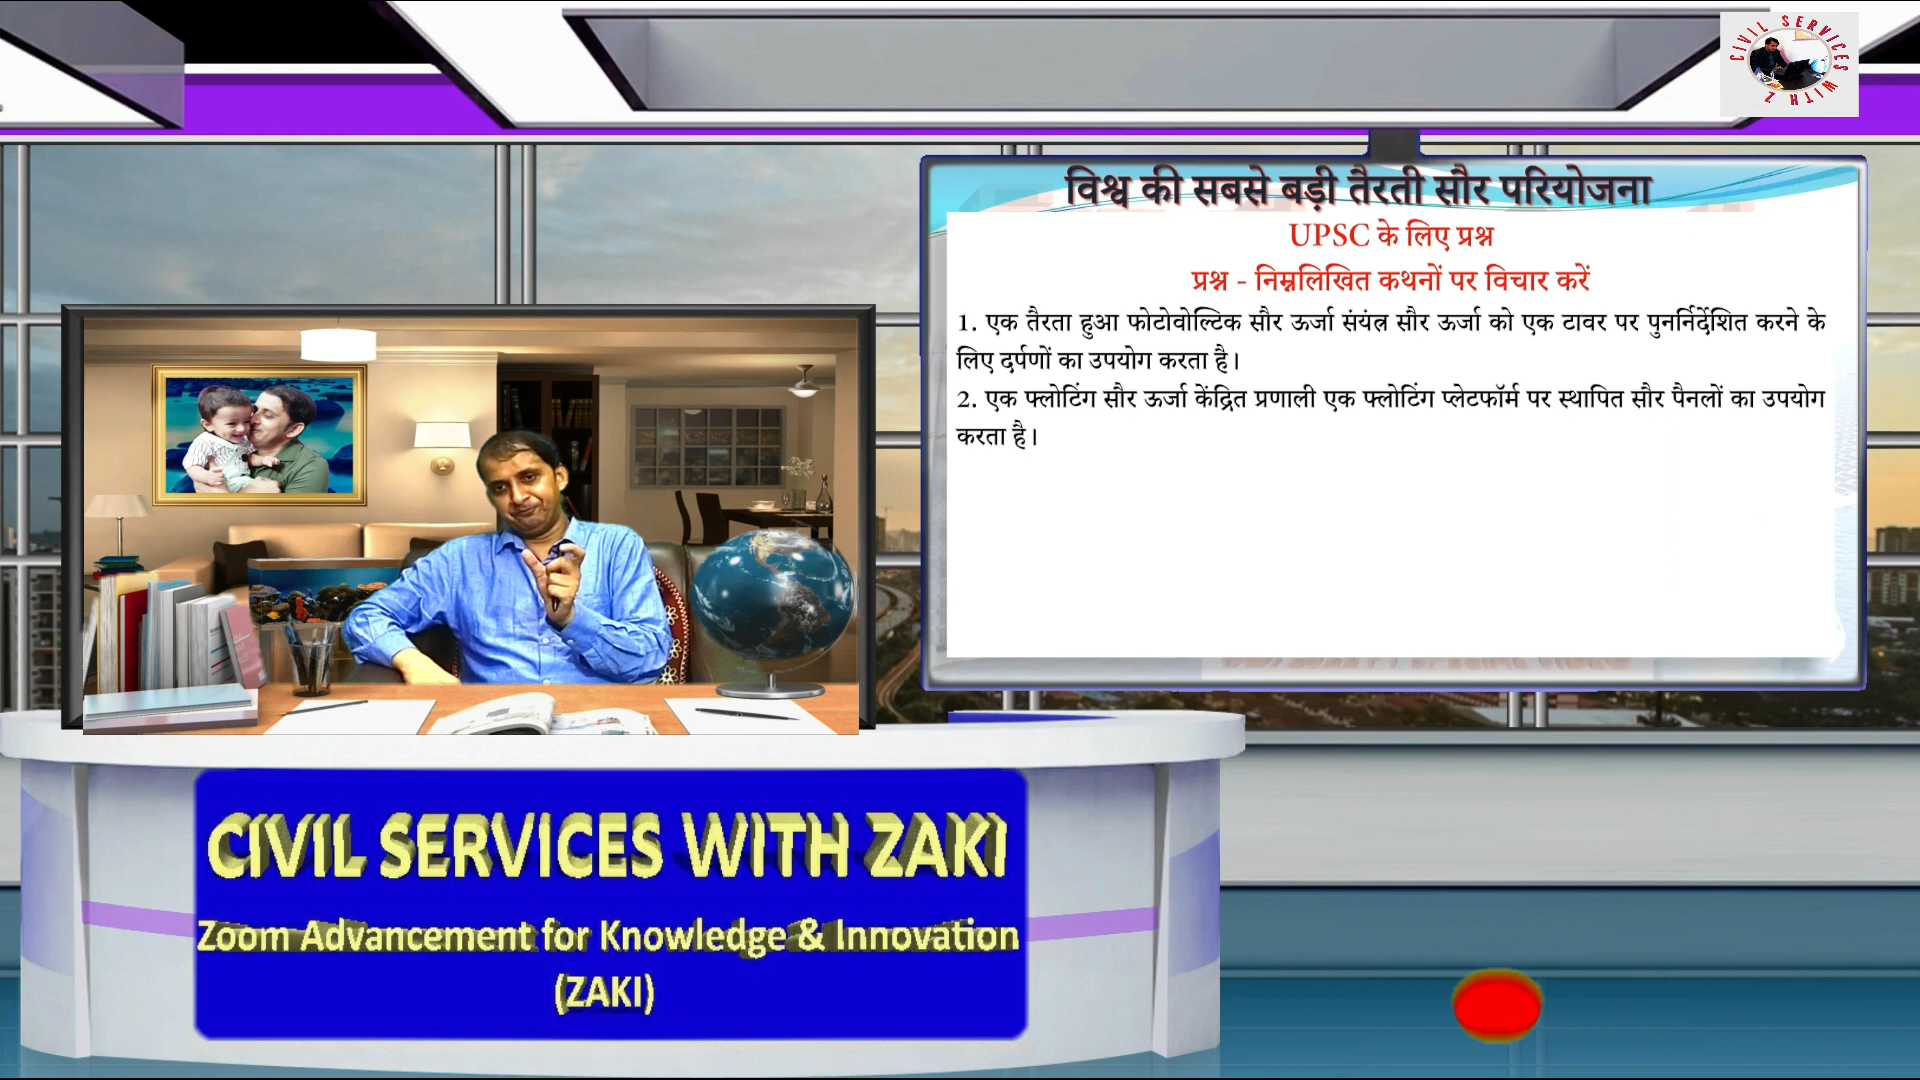 CIVIL SERVICES WITH Z
विश्व की सबसे बड़ी तैरती सौर परियोजना
UPSC के लिए प्रश्न
प्रश्न - निम्नलिखित कथनों पर विचार करें
1. एक तैरता हुआ फोटोवोल्टिक सौर ऊर्जा संयंत्र सौर ऊर्जा को एक टावर पर पुनर्निर्देशित करने के
लिए दर्पणों का उपयोग करता है।
2. एक फ्लोटिंग सौर ऊर्जा केंद्रित प्रणाली एक फ्लोटिंग प्लेटफॉर्म पर स्थापित सौर पैनलों का उपयोग
करता है।
CIVIL SERVICES WITH ZAKI
Zoom Advancement for Knowledge & Innovation
(ZAKI)